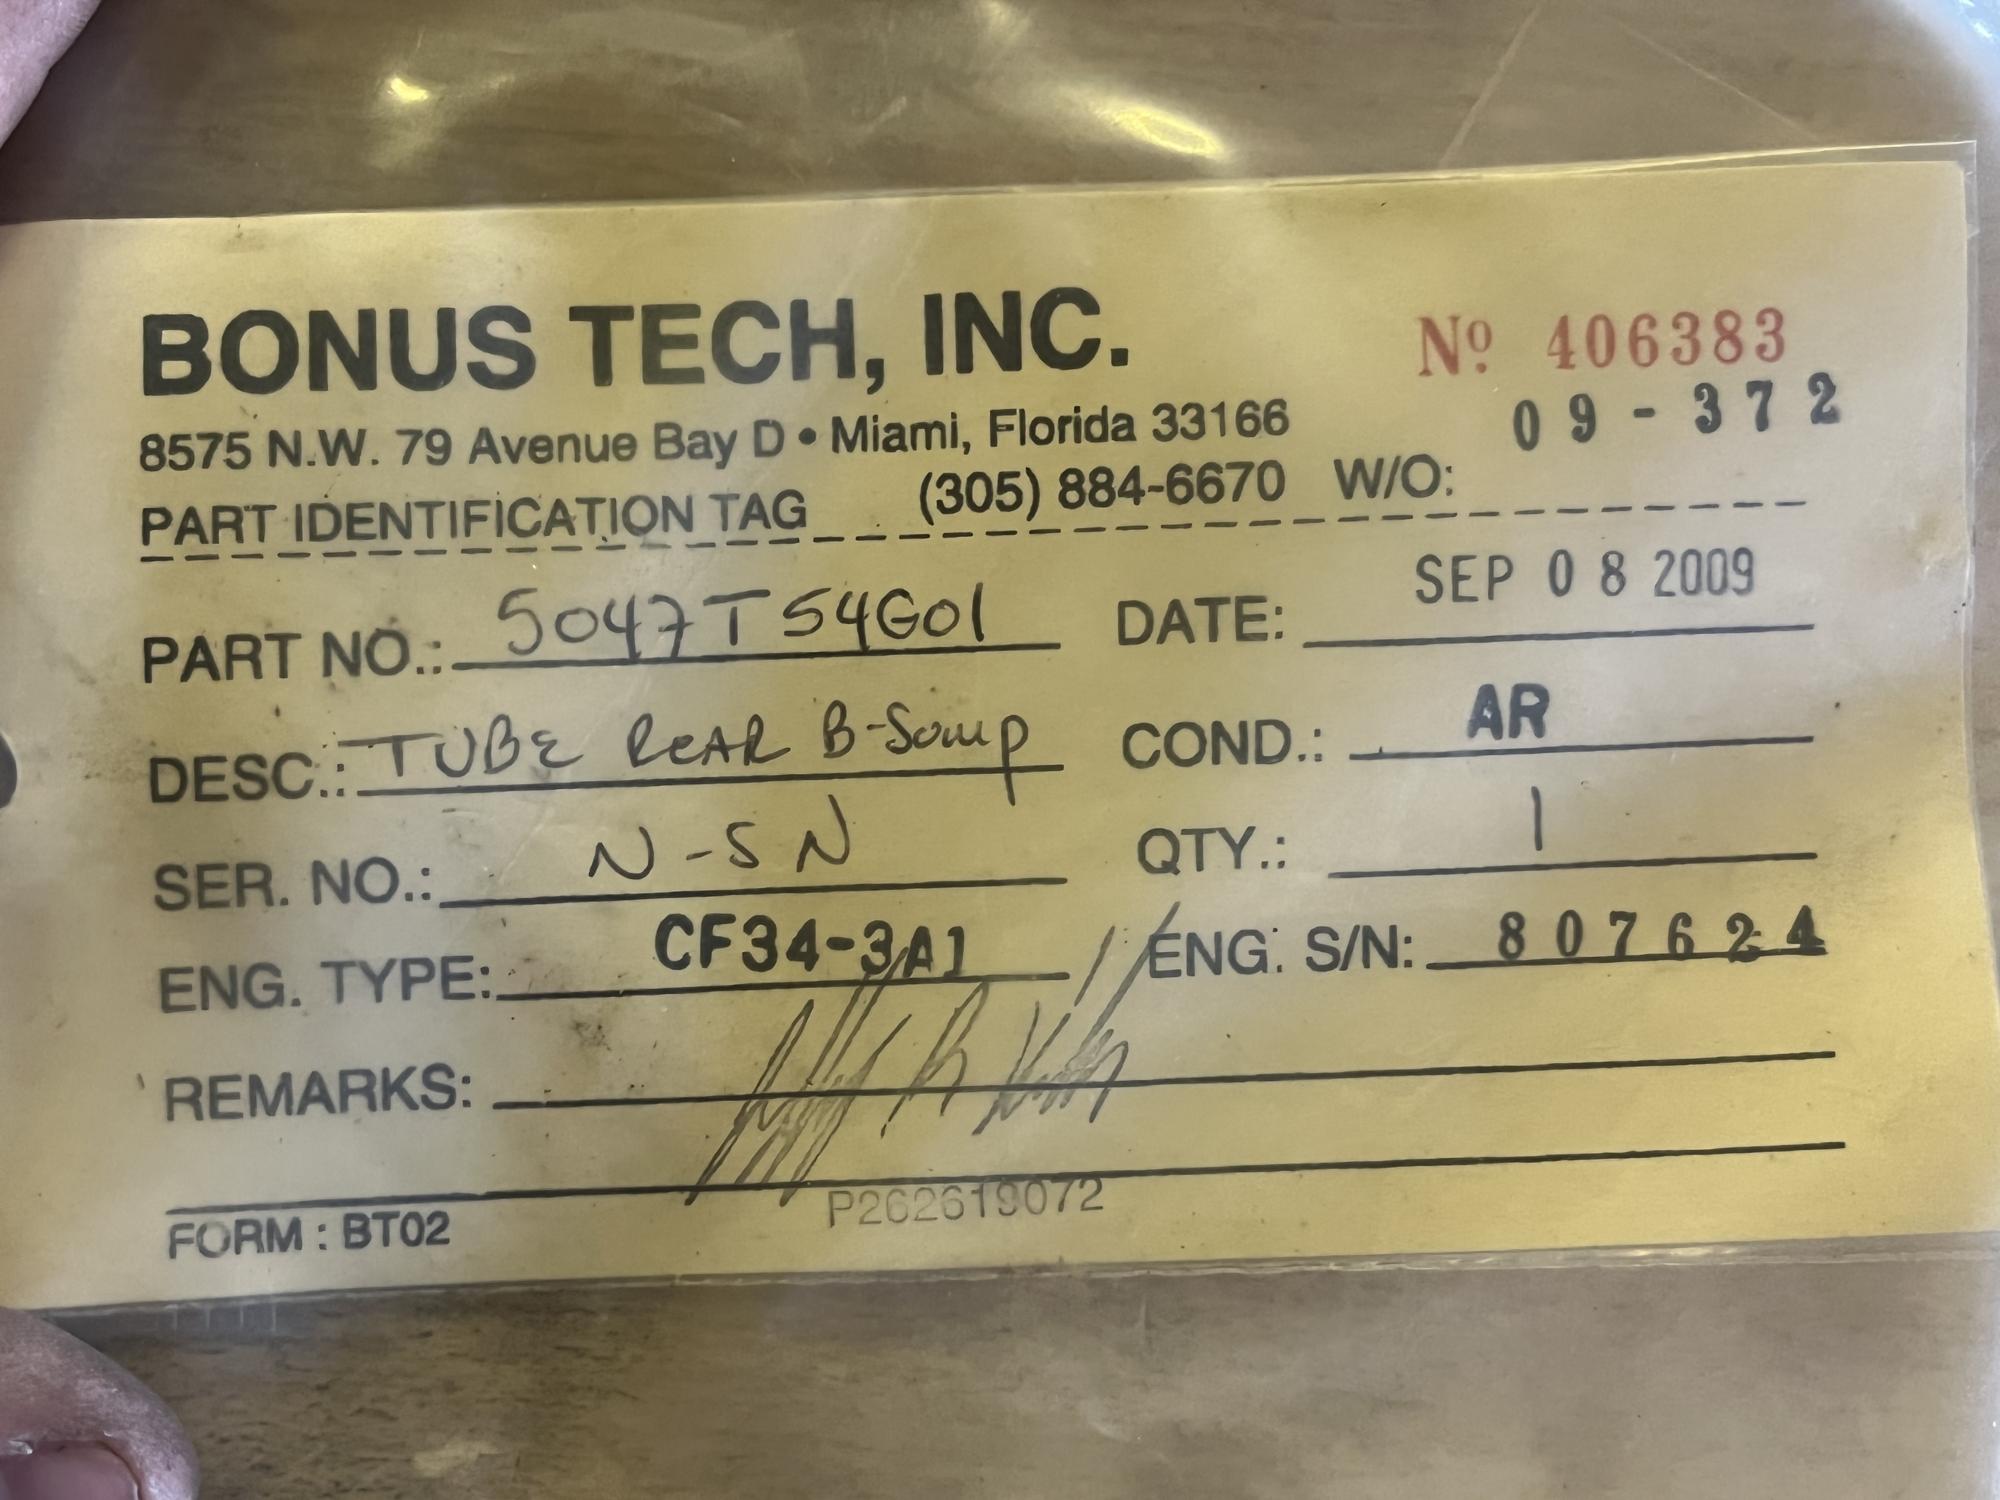 BONUS TECH, INC.
Nº 406383
8575 N.W. 79 Avenue Bay D • Miami, Florida 33166
09-372
PART IDENTIFICATION TAG (305) 884-6670 W/O:
PART NO.: 5047T54G01 DATE: SEP 08 2009
DESC.: TUBE REAR B-Sump COND.: AR
SER. NO.: N-SN QTY.: 1
ENG. TYPE: CF34-3A1 ENG. S/N: 807624
REMARKS:
P262619072
FORM : BT02